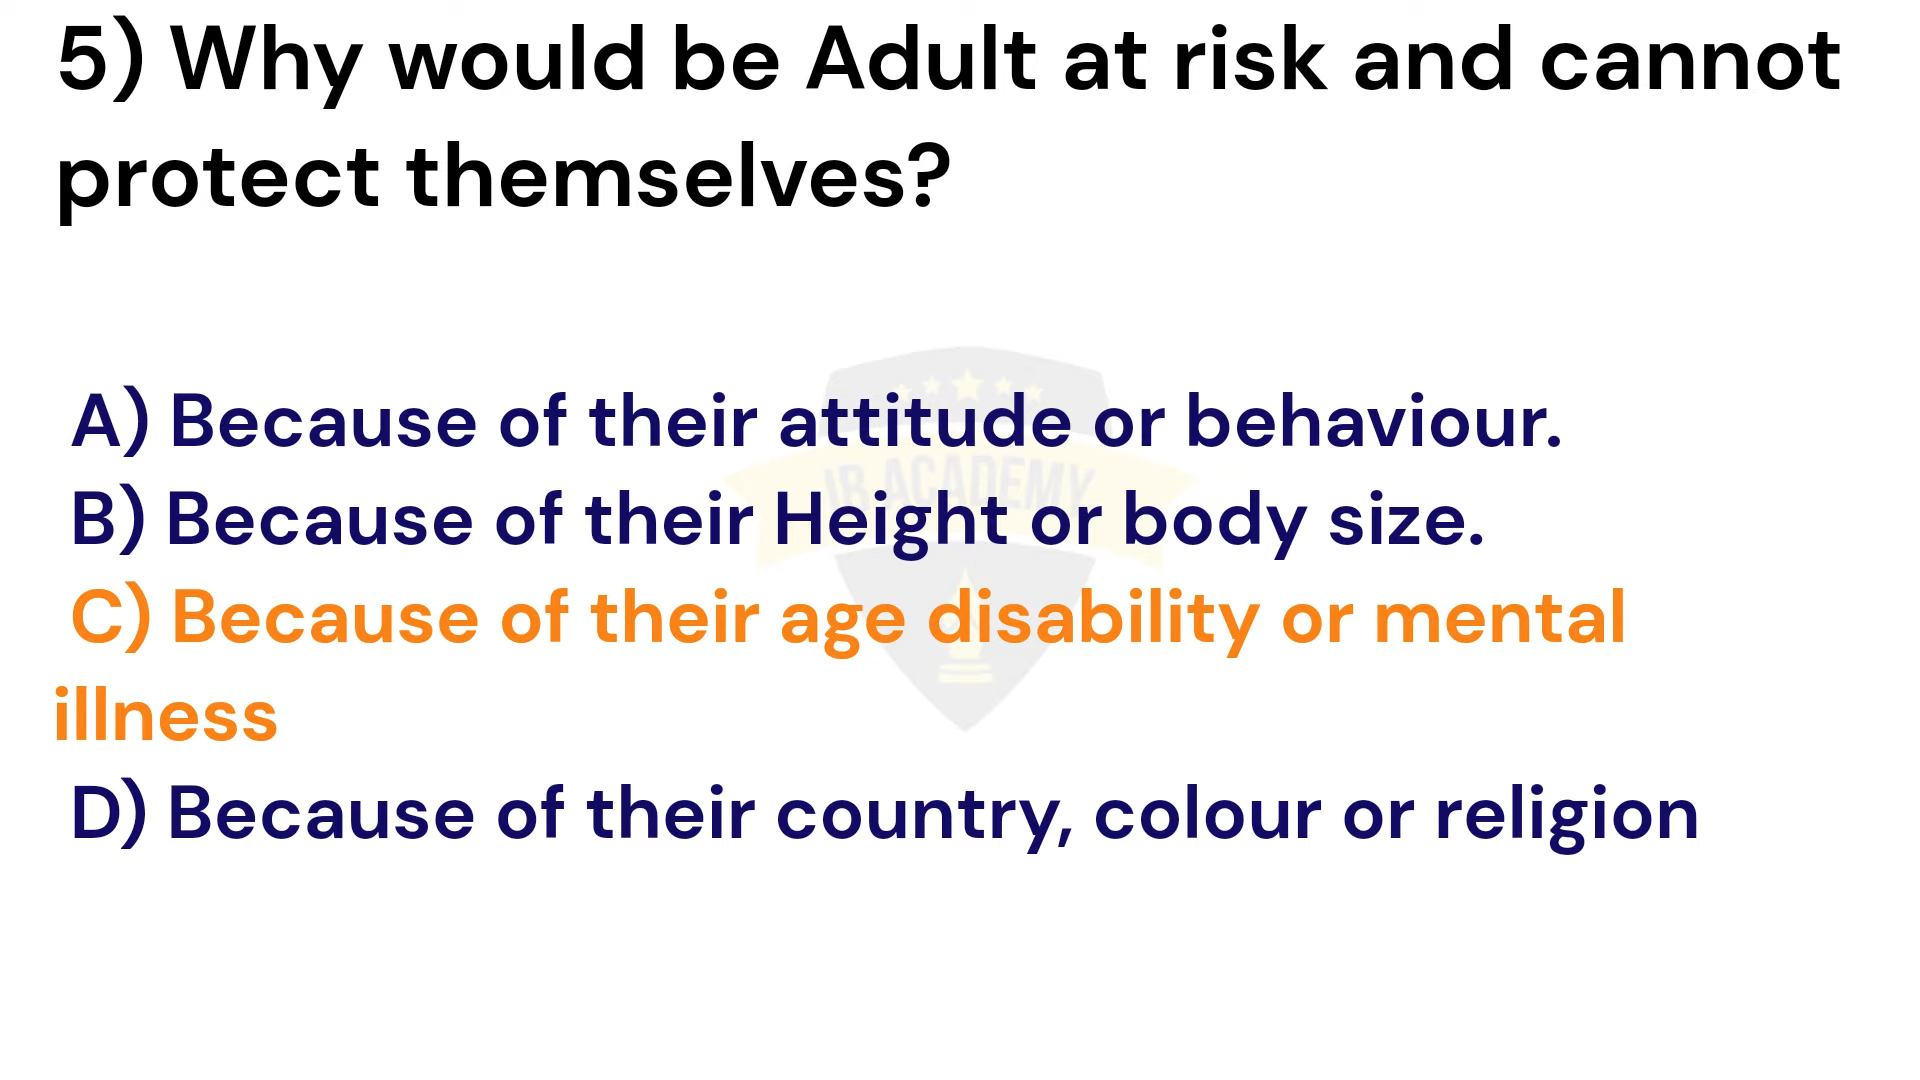 5) Why would be Adult at risk and cannot
protect themselves?
A) Because of their attitude or behaviour.
IB ACADEMY
B) Because of their Height or body size.
C) Because of their age disability or mental
illness
D) Because of their country, colour or religion